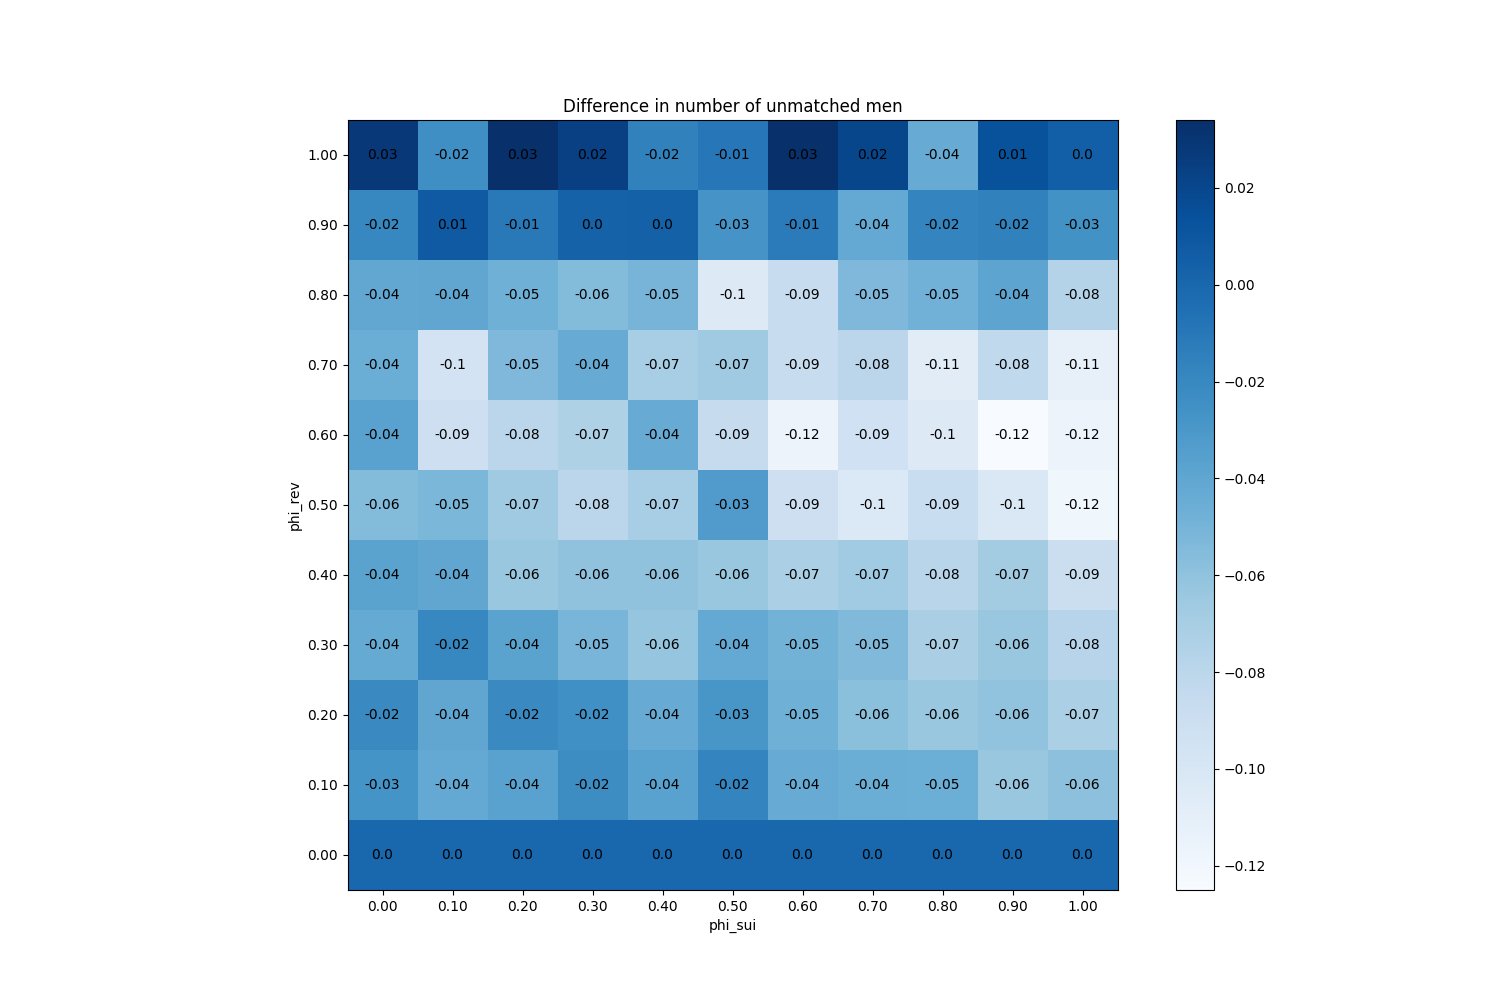 Difference in number of unmatched men
1.00 0.03 -0.02 0.03 0.02 -0.02 -0.01 0.03 0.02 -0.04 0.01 0.0
0.90 -0.02 0.01 -0.01 0.0 0.0 -0.03 -0.01 -0.04 -0.02 -0.02 -0.03
0.80 -0.04 -0.04 -0.05 -0.06 -0.05 -0.1 -0.09 -0.05 -0.05 -0.04 -0.08
0.70 -0.04 -0.1 -0.05 -0.04 -0.07 -0.07 -0.09 -0.08 -0.11 -0.08 -0.11
0.60 -0.04 -0.09 -0.08 -0.07 -0.04 -0.09 -0.12 -0.09 -0.1 -0.12 -0.12
0.50 -0.06 -0.05 -0.07 -0.08 -0.07 -0.03 -0.09 -0.1 -0.09 -0.1 -0.12
0.40 -0.04 -0.04 -0.06 -0.06 -0.06 -0.06 -0.07 -0.07 -0.08 -0.07 -0.09
0.30 -0.04 -0.02 -0.04 -0.05 -0.06 -0.04 -0.05 -0.05 -0.07 -0.06 -0.08
0.20 -0.02 -0.04 -0.02 -0.02 -0.04 -0.03 -0.05 -0.06 -0.06 -0.06 -0.07
0.10 -0.03 -0.04 -0.04 -0.02 -0.04 -0.02 -0.04 -0.04 -0.05 -0.06 -0.06
0.00 0.0 0.0 0.0 0.0 0.0 0.0 0.0 0.0 0.0 0.0 0.0
0.00 0.10 0.20 0.30 0.40 0.50 0.60 0.70 0.80 0.90 1.00
phi_sui
phi_rev
0.02
0.00
−0.02
−0.04
−0.06
−0.08
−0.10
−0.12